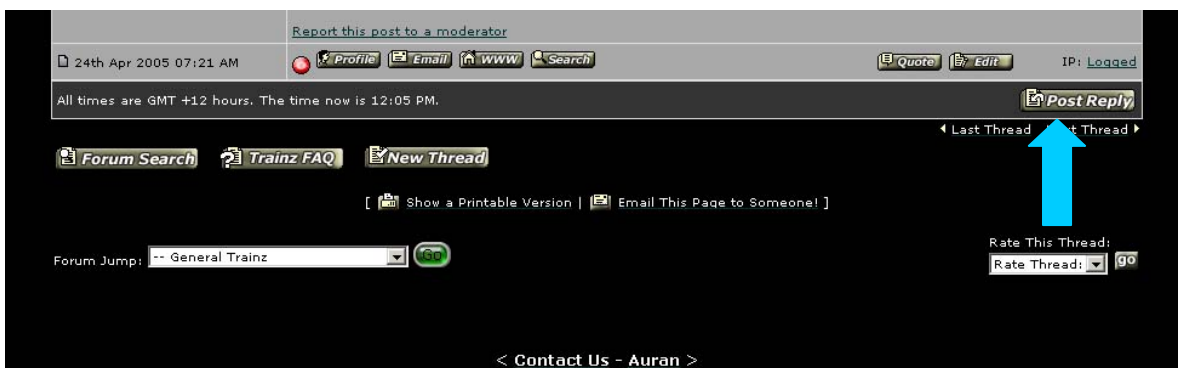 Report this post to a moderator
24th Apr 2005 07:21 AM Profile Email WWW Search Quote Edit IP: Logged
All times are GMT +12 hours. The time now is 12:05 PM. Post Reply
Last Thread Thread
Forum Search Trainz FAQ New Thread
[ Show a Printable Version | Email This Page to Someone! ]
Rate This Thread:
Forum Jump: -- General Trainz Go Rate Thread: go
< Contact Us - Auran >